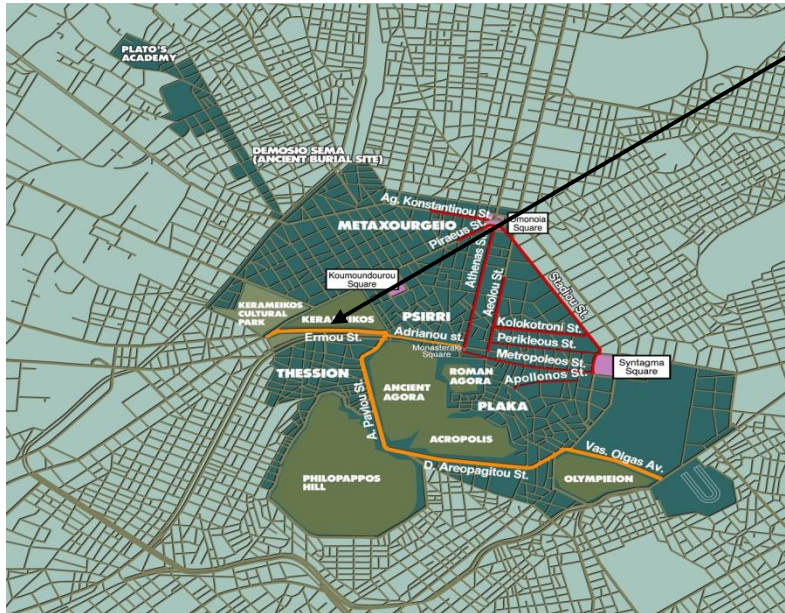 PLATO'S
ACADEMY
DEMOSIO SEMA
(ANCIENT BURIAL SITE)
Ag. Konstantinou St.
METAXOURGEIO
Piraeus St.
Omonoia
Square
Athenas St.
Aeolou St.
Stadiou St.
Koumoundourou
Square
KERAMEIKOS
CULTURAL
PARK
KERAMEIKOS
PSIRRI
Kolokotroni St.
Ermou St.
Adrianou st.
Perikleous St.
Monasteraki
Square
Metropoleos St.
Syntagma
Square
THESSION
ROMAN
AGORA
Apollonos St.
ANCIENT
AGORA
PLAKA
A. Pavlou St.
ACROPOLIS
Vas. Olgas Av.
D. Areopagitou St.
PHILOPAPPOS
HILL
OLYMPIEION